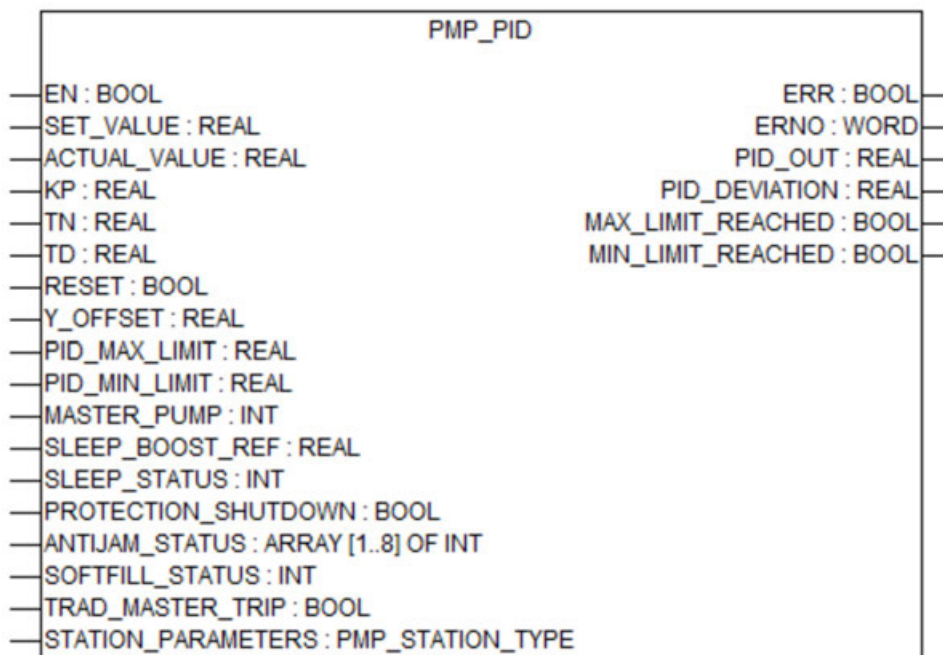 PMP_PID
EN : BOOL
ERR : BOOL
SET_VALUE : REAL
ERNO : WORD
ACTUAL_VALUE : REAL
PID_OUT : REAL
KP : REAL
PID_DEVIATION : REAL
TN : REAL
MAX_LIMIT_REACHED : BOOL
TD : REAL
MIN_LIMIT_REACHED : BOOL
RESET : BOOL
Y_OFFSET : REAL
PID_MAX_LIMIT : REAL
PID_MIN_LIMIT : REAL
MASTER_PUMP : INT
SLEEP_BOOST_REF : REAL
SLEEP_STATUS : INT
PROTECTION_SHUTDOWN : BOOL
ANTIJAM_STATUS : ARRAY [1..8] OF INT
SOFTFILL_STATUS : INT
TRAD_MASTER_TRIP : BOOL
STATION_PARAMETERS : PMP_STATION_TYPE